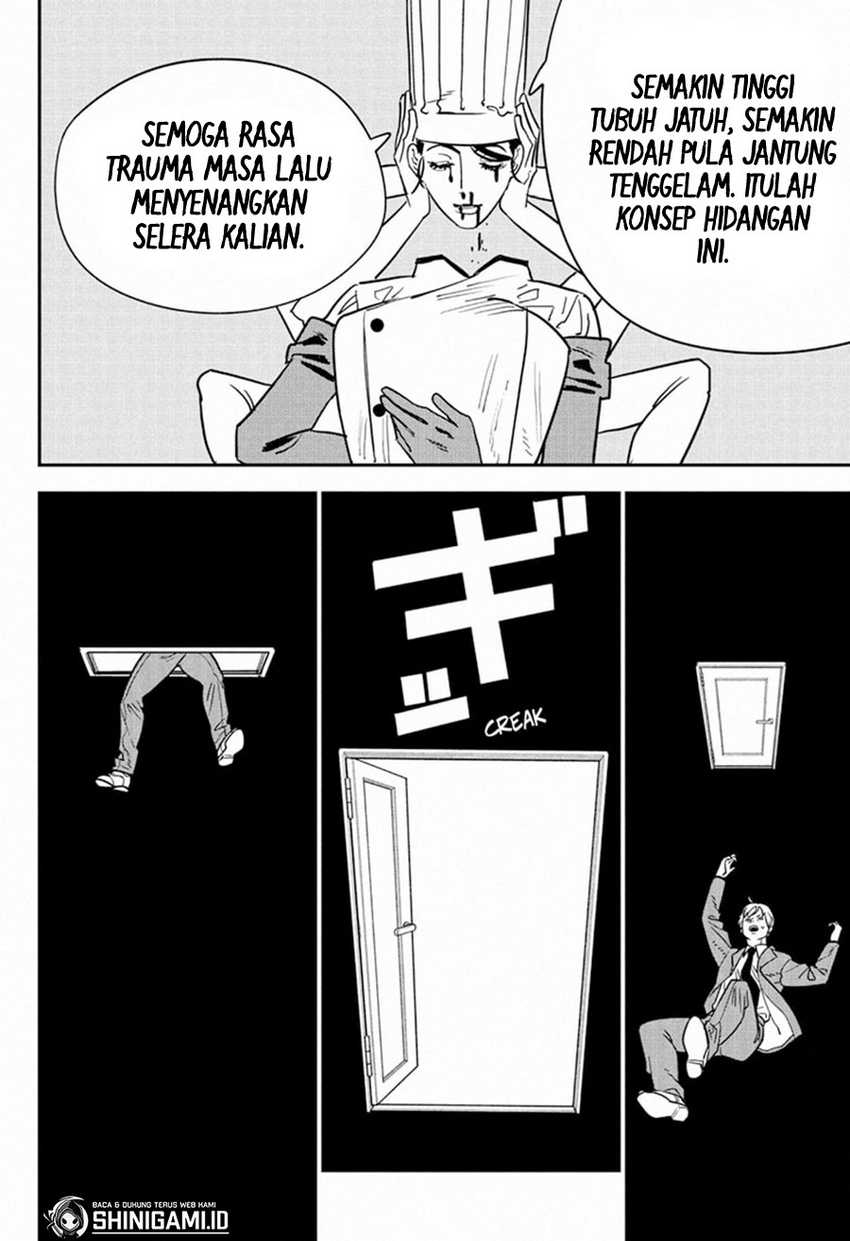 SEMAKIN TINGGI
TUBUH JATUH, SEMAKIN
RENDAH PULA JANTUNG
TENGGELAM. ITULAH
KONSEP HIDANGAN
INI.
SEMOGA RASA
TRAUMA MASA LALU
MENYENANGKAN
SELERA KALIAN.
ギ
CREAK
BACA & DUKUNG TERUS WEB KAMI
SHINIGAMI.ID